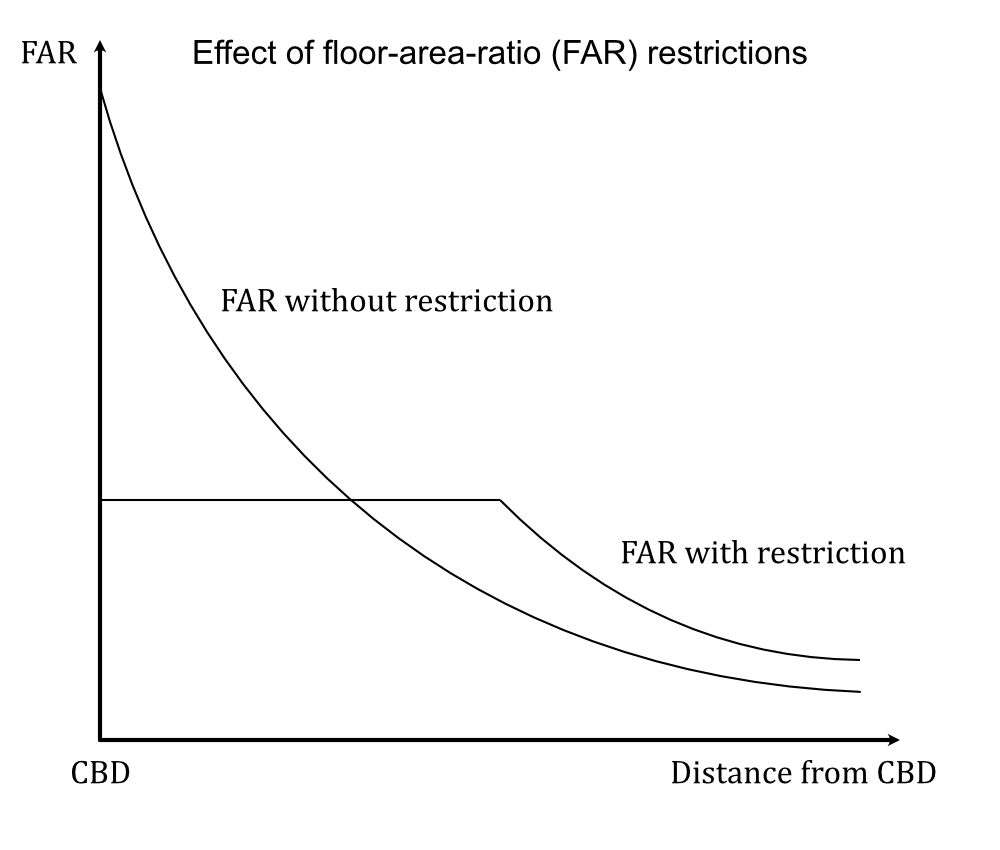 FAR
Effect of floor-area-ratio (FAR) restrictions
FAR without restriction
FAR with restriction
CBD
Distance from CBD